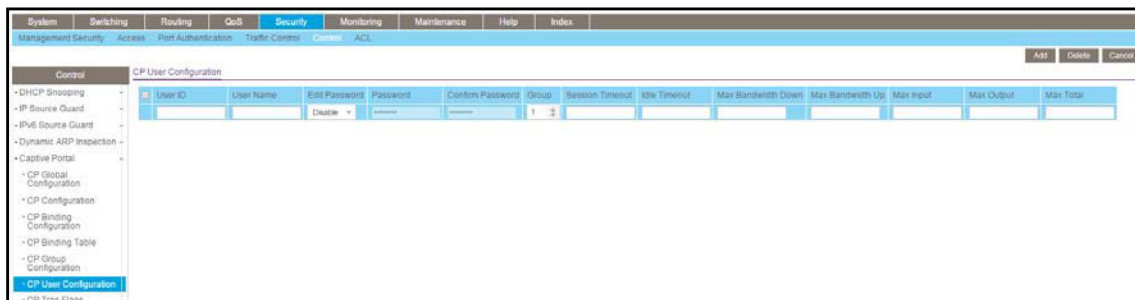 System Switching Routing QoS Security Monitoring Maintenance Help Index
Management Security Access Port Authentication Traffic Control Control ACL
Add Delete Cancel
Control
CP User Configuration
DHCP Snooping
IP Source Guard
IPv6 Source Guard
Dynamic ARP Inspection
Captive Portal
CP Global
Configuration
CP Configuration
CP Binding
Configuration
CP Binding Table
CP Group
Configuration
CP User Configuration
CP Trap Flags
User ID User Name Edit Password Password Confirm Password Group Session Timeout Idle Timeout Max Bandwidth Down Max Bandwidth Up Max Input Max Output Max Total
Disable ******** ******** 1